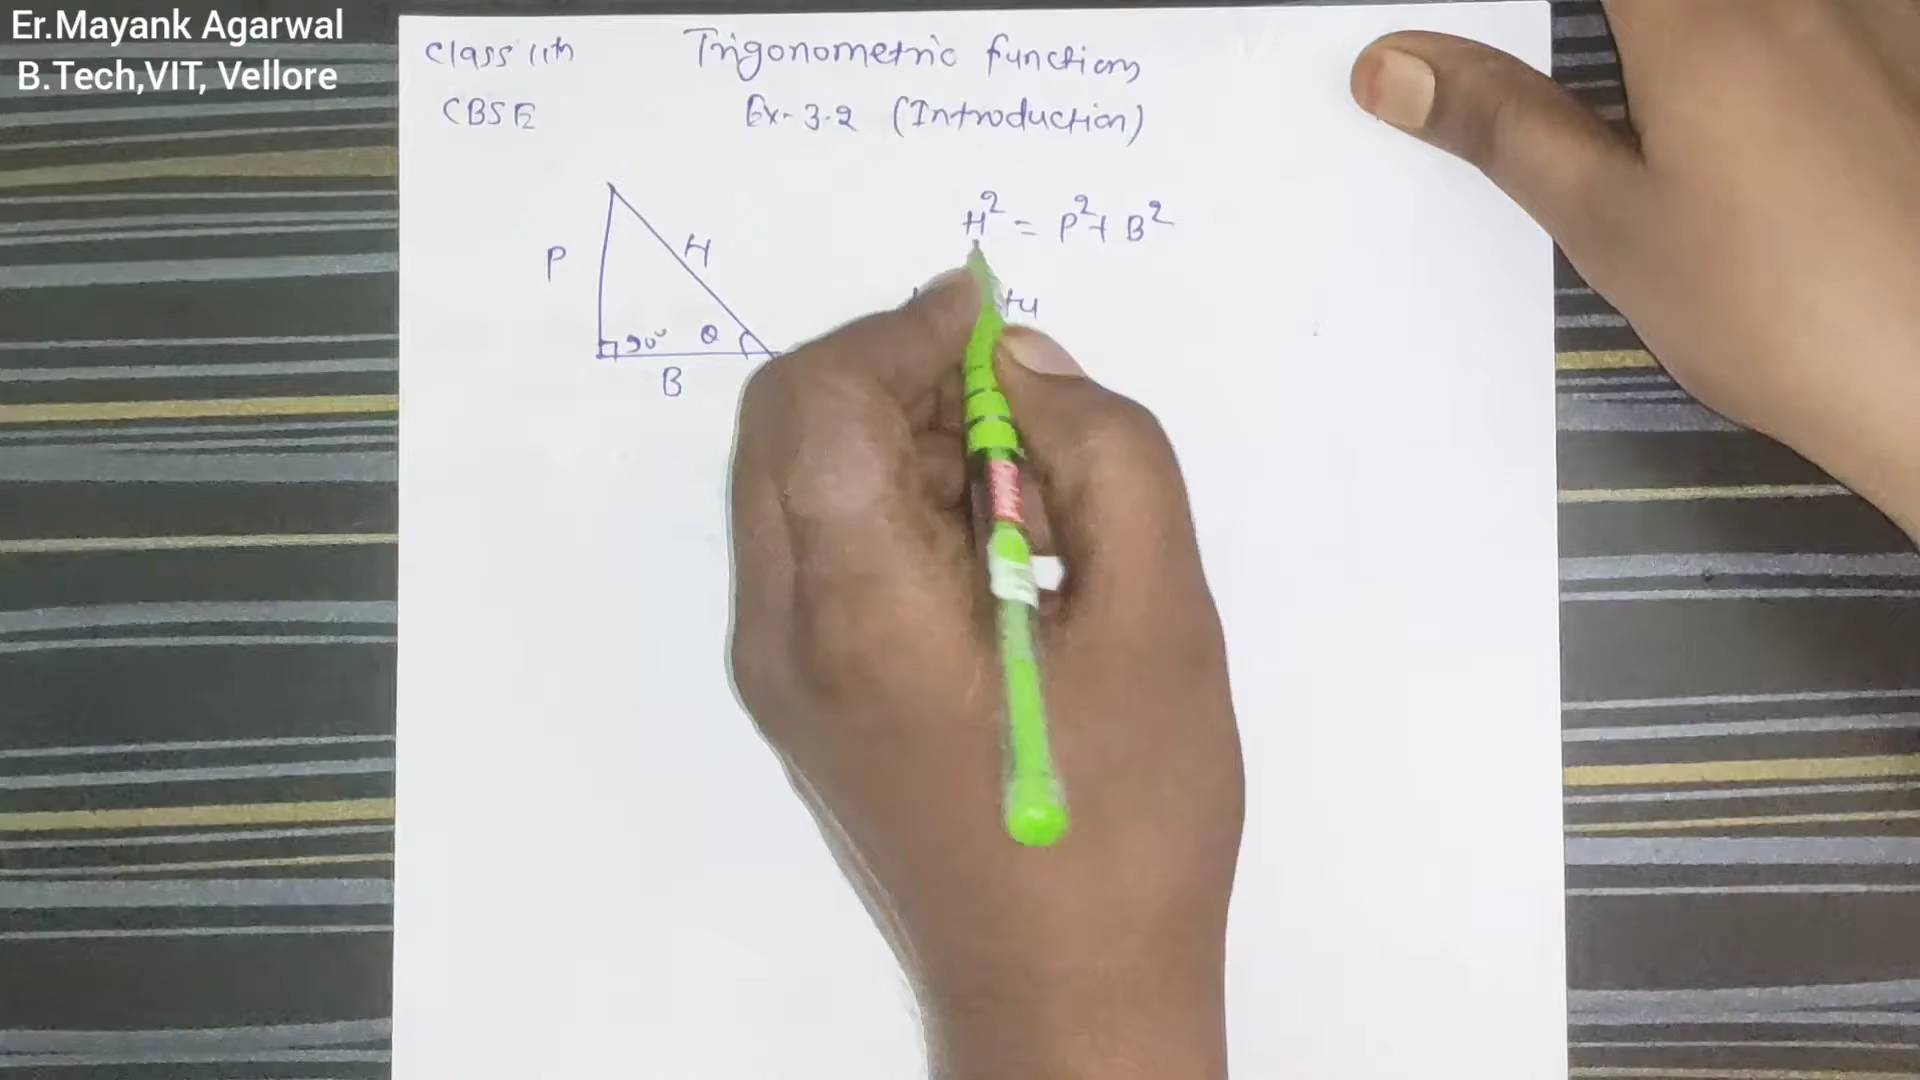 Er.Mayank Agarwal
B.Tech,VIT, Vellore
Class 11th
Trigonometric functions
CBSE
Ex- 3.2 (Introduction)
H² = P²+ B²
P
H
90° θ
B